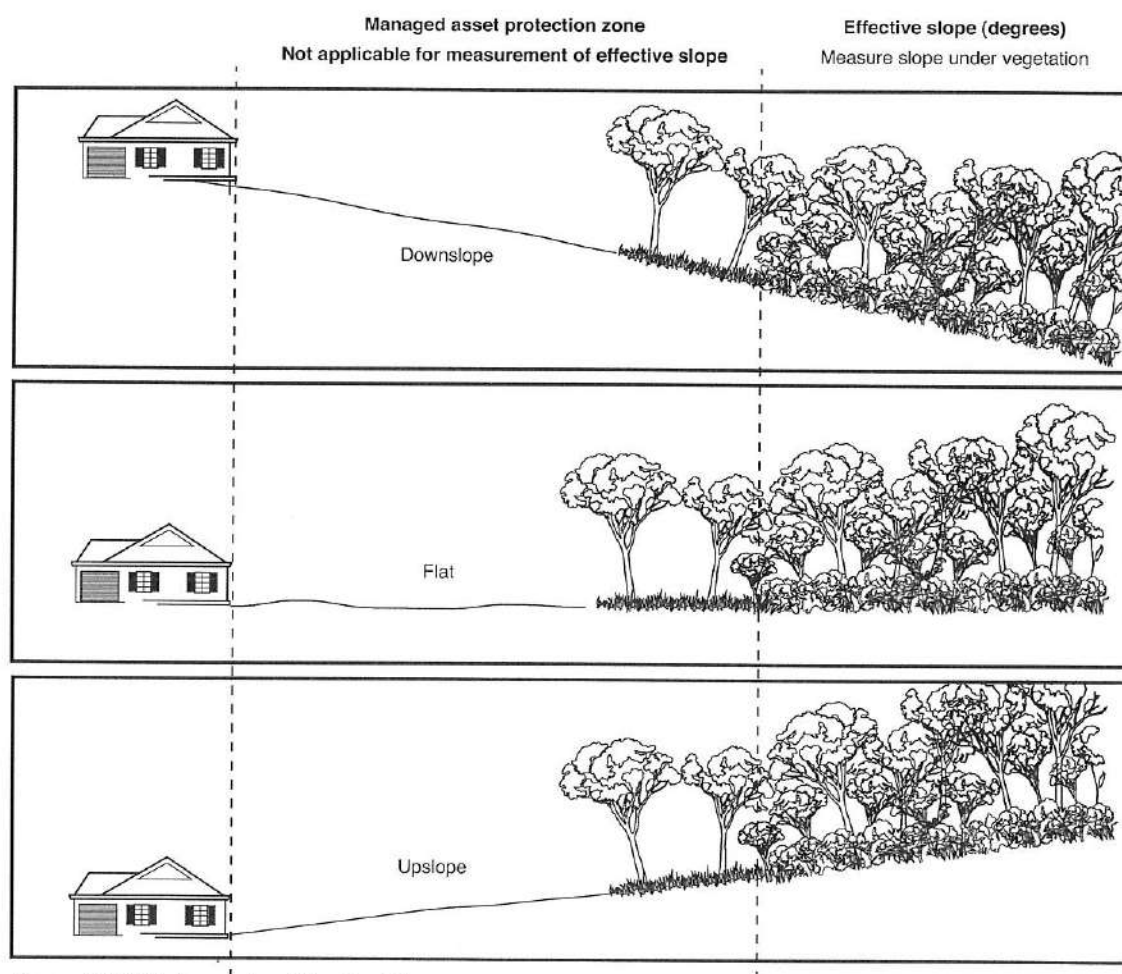 Managed asset protection zone
Not applicable for measurement of effective slope
Effective slope (degrees)
Measure slope under vegetation
Downslope
Flat
Upslope